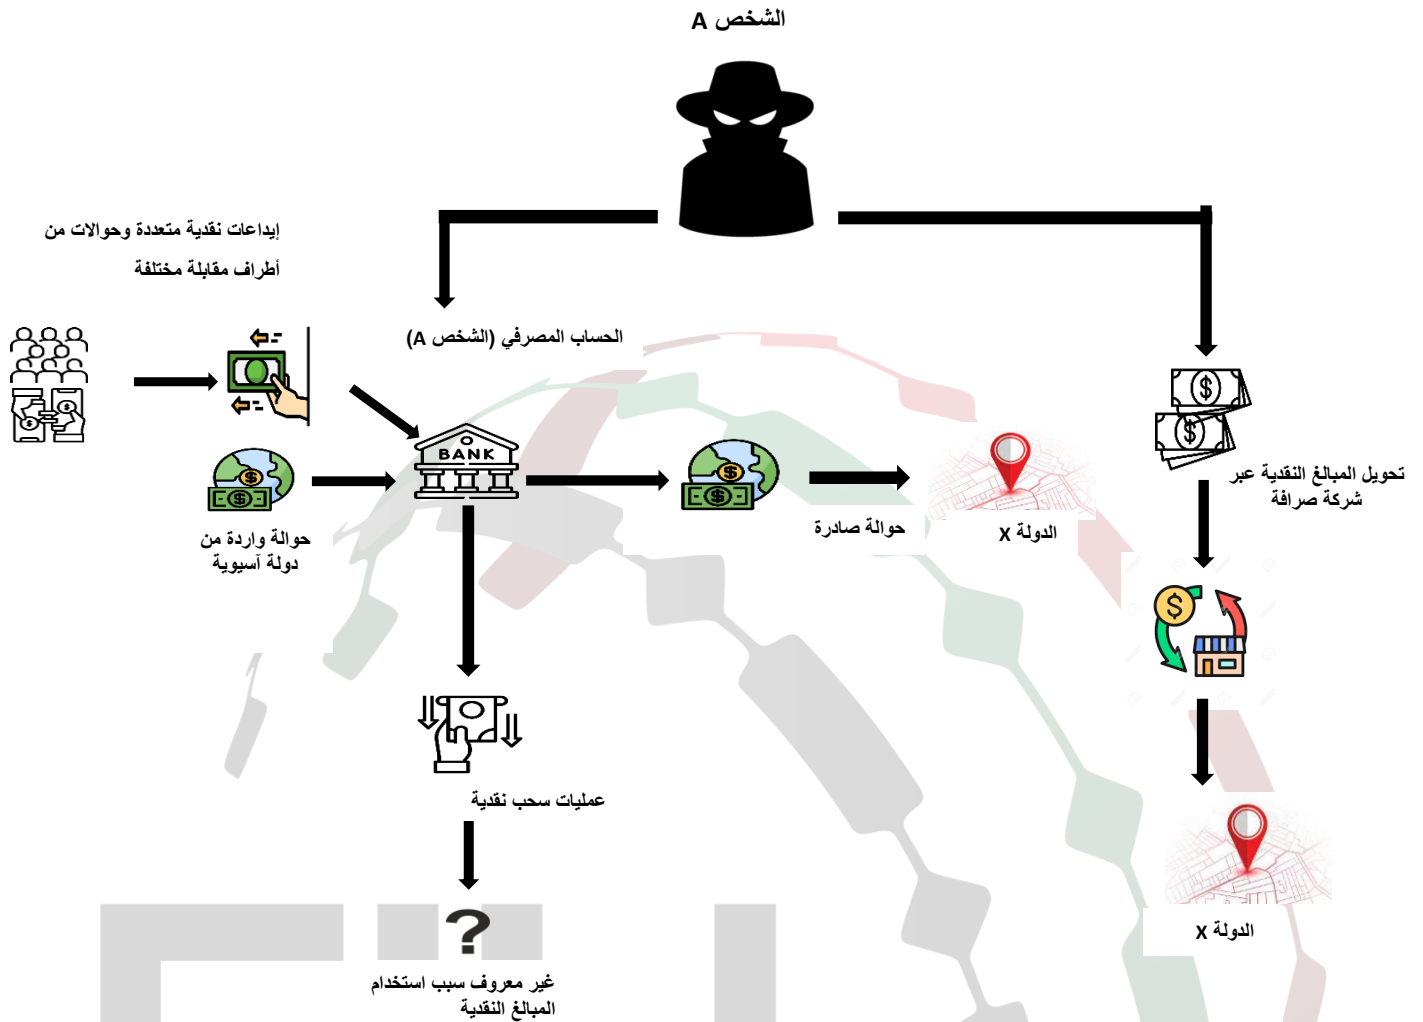 الشخص A
إيداعات نقدية متعددة وحوالات من
أطراف مقابلة مختلفة
الحساب المصرفي (الشخص A)
BANK
حوالة واردة من
دولة آسيوية
حوالة صادرة
الدولة X
تحويل المبالغ النقدية عبر
شركة صرافة
عمليات سحب نقدية
الدولة X
?
غير معروف سبب استخدام
المبالغ النقدية